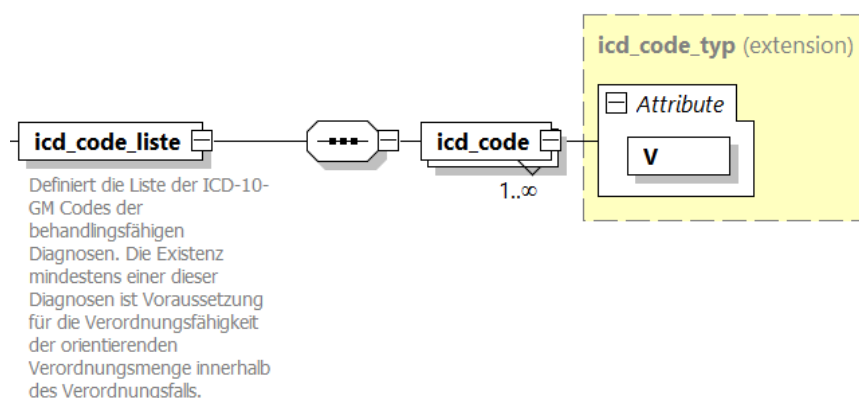 icd_code_typ (extension)
Attribute
icd_code_liste
icd_code
V
1..∞
Definiert die Liste der ICD-10-
GM Codes der
behandlingsfähigen
Diagnosen. Die Existenz
mindestens einer dieser
Diagnosen ist Voraussetzung
für die Verordnungsfähigkeit
der orientierenden
Verordnungsmenge innerhalb
des Verordnungsfalls.